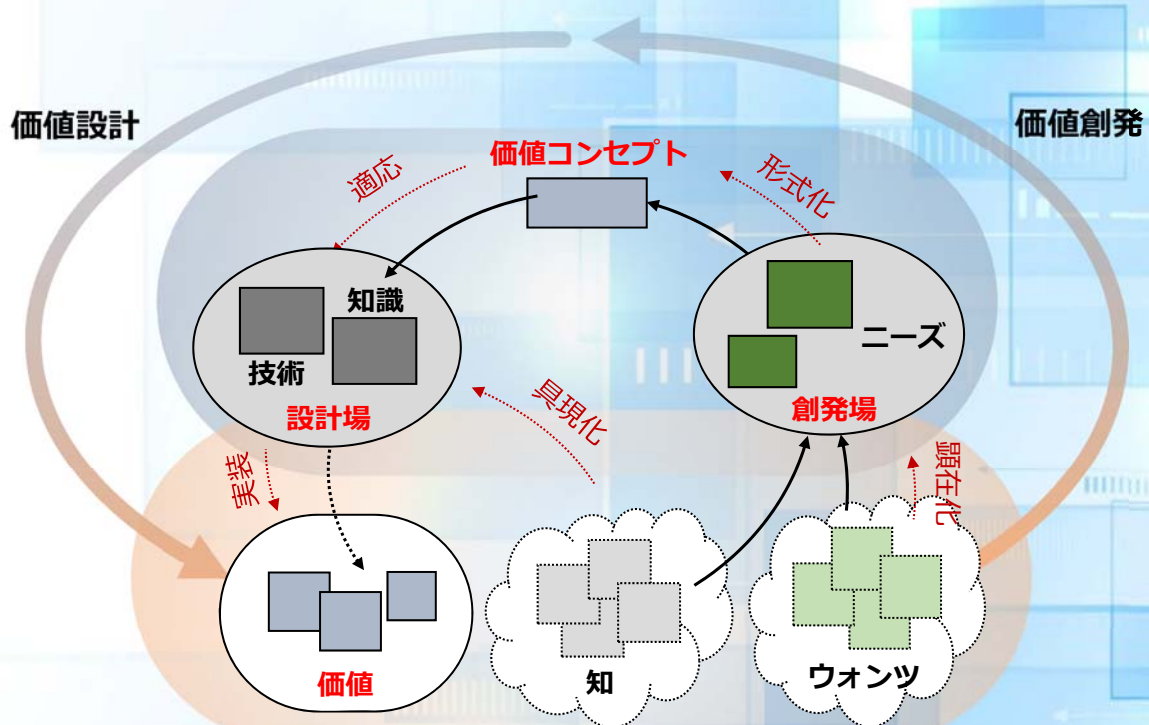 価値設計
価値創発
価値コンセプト
適応
形式化
知識
技術
設計場
ニーズ
創発場
具現化
実装
顕在化
価値
知
ウォンツ